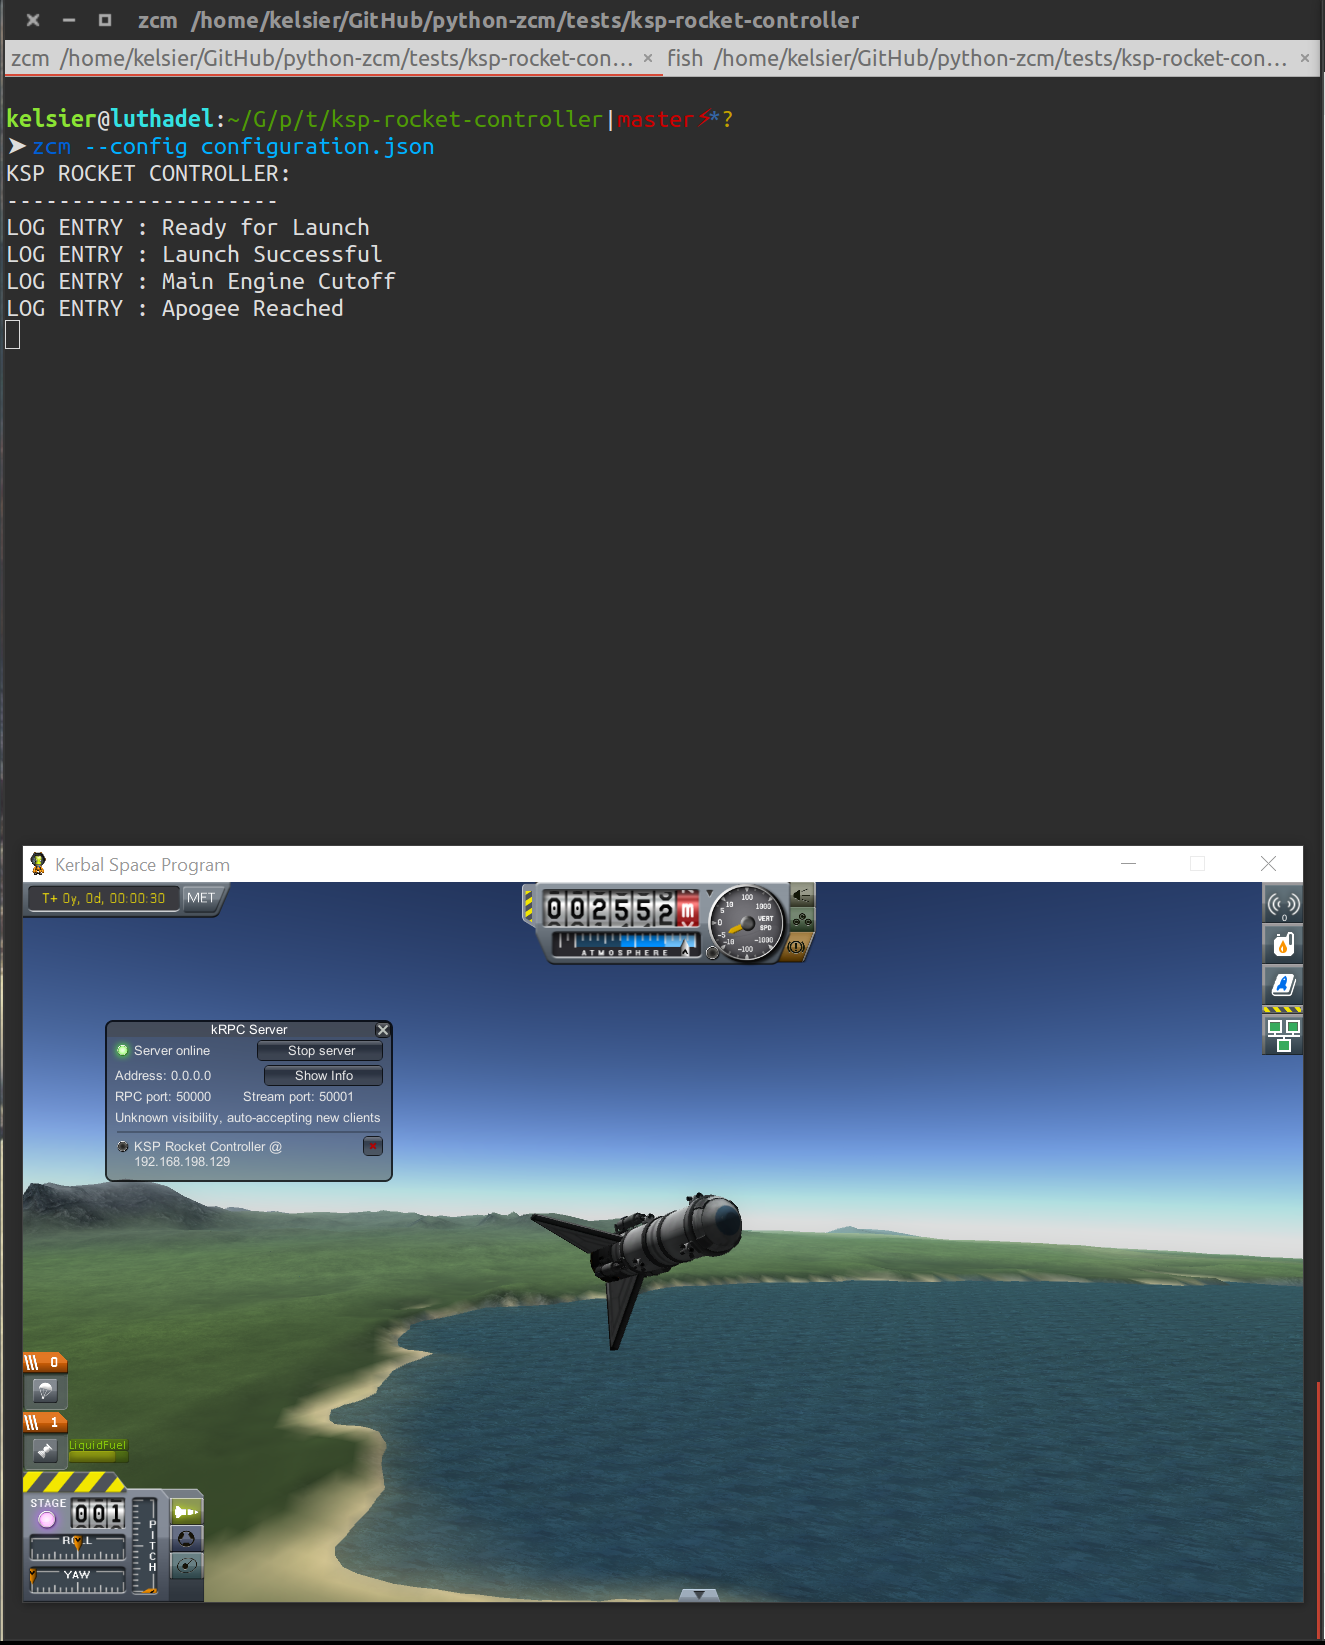 zcm /home/kelsier/GitHub/python-zcm/tests/ksp-rocket-controller
zcm /home/kelsier/GitHub/python-zcm/tests/ksp-rocket-con... × fish /home/kelsier/GitHub/python-zcm/tests/ksp-rocket-con... ×
kelsier@luthadel:~/G/p/t/ksp-rocket-controller|master⚡*?
➤ zcm --config configuration.json
KSP ROCKET CONTROLLER:
---------------------
LOG ENTRY : Ready for Launch
LOG ENTRY : Launch Successful
LOG ENTRY : Main Engine Cutoff
LOG ENTRY : Apogee Reached
Kerbal Space Program
T+ 0y, 0d, 00:00:30 MET
002552 m
ATMOSPHERE
100
10 1000
5
0 VERT SPD
-5
-10 -1000
-100
0
kRPC Server
Server online Stop server
Address: 0.0.0.0 Show Info
RPC port: 50000 Stream port: 50001
Unknown visibility, auto-accepting new clients
KSP Rocket Controller @
192.168.198.129
0
1
LiquidFuel
STAGE 001
ROLL
YAW
PITCH